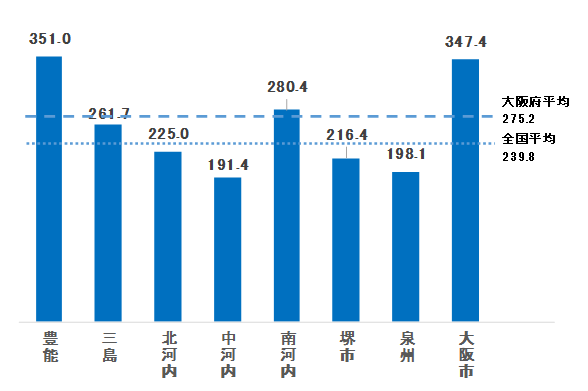 351.0
347.4
280.4
261.7
大阪府平均
275.2
225.0
216.4
全国平均
239.8
191.4
198.1
豊能
三島
北河内
中河内
南河内
堺市
泉州
大阪市